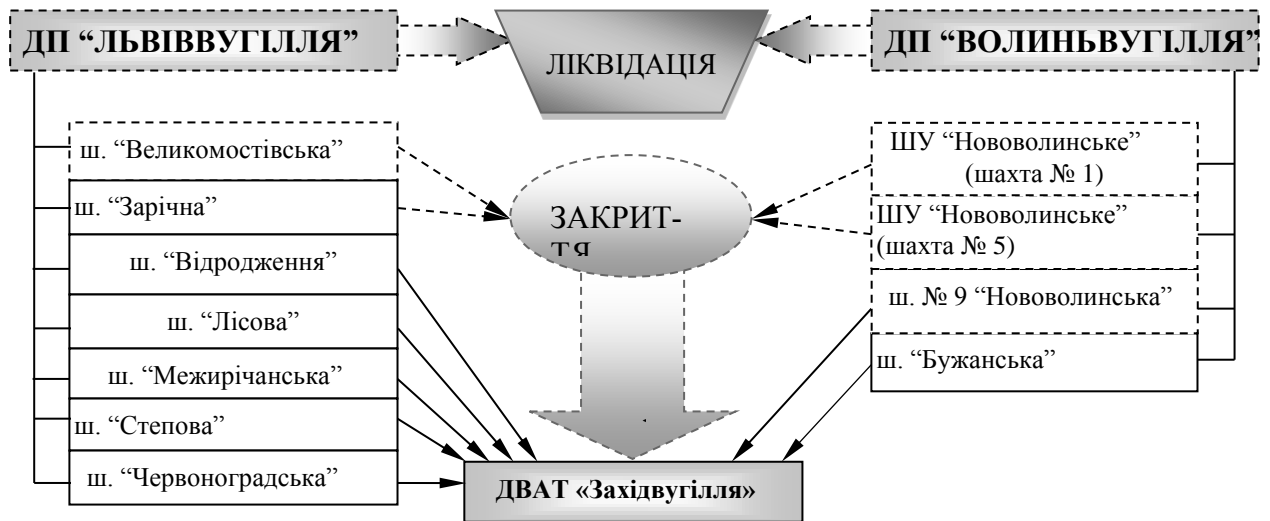 ДП “ЛЬВІВВУГІЛЛЯ”
ЛІКВІДАЦІЯ
ДП “ВОЛИНЬВУГІЛЛЯ”
ш. “Великомостівська”
ш. “Зарічна”
ш. “Відродження”
ш. “Лісова”
ш. “Межирічанська”
ш. “Степова”
ш. “Червоноградська”
ЗАКРИТ-
ТЯ
ШУ “Нововолинське”
(шахта № 1)
ШУ “Нововолинське”
(шахта № 5)
ш. № 9 “Нововолинська”
ш. “Бужанська”
ДВАТ «Західвугілля»